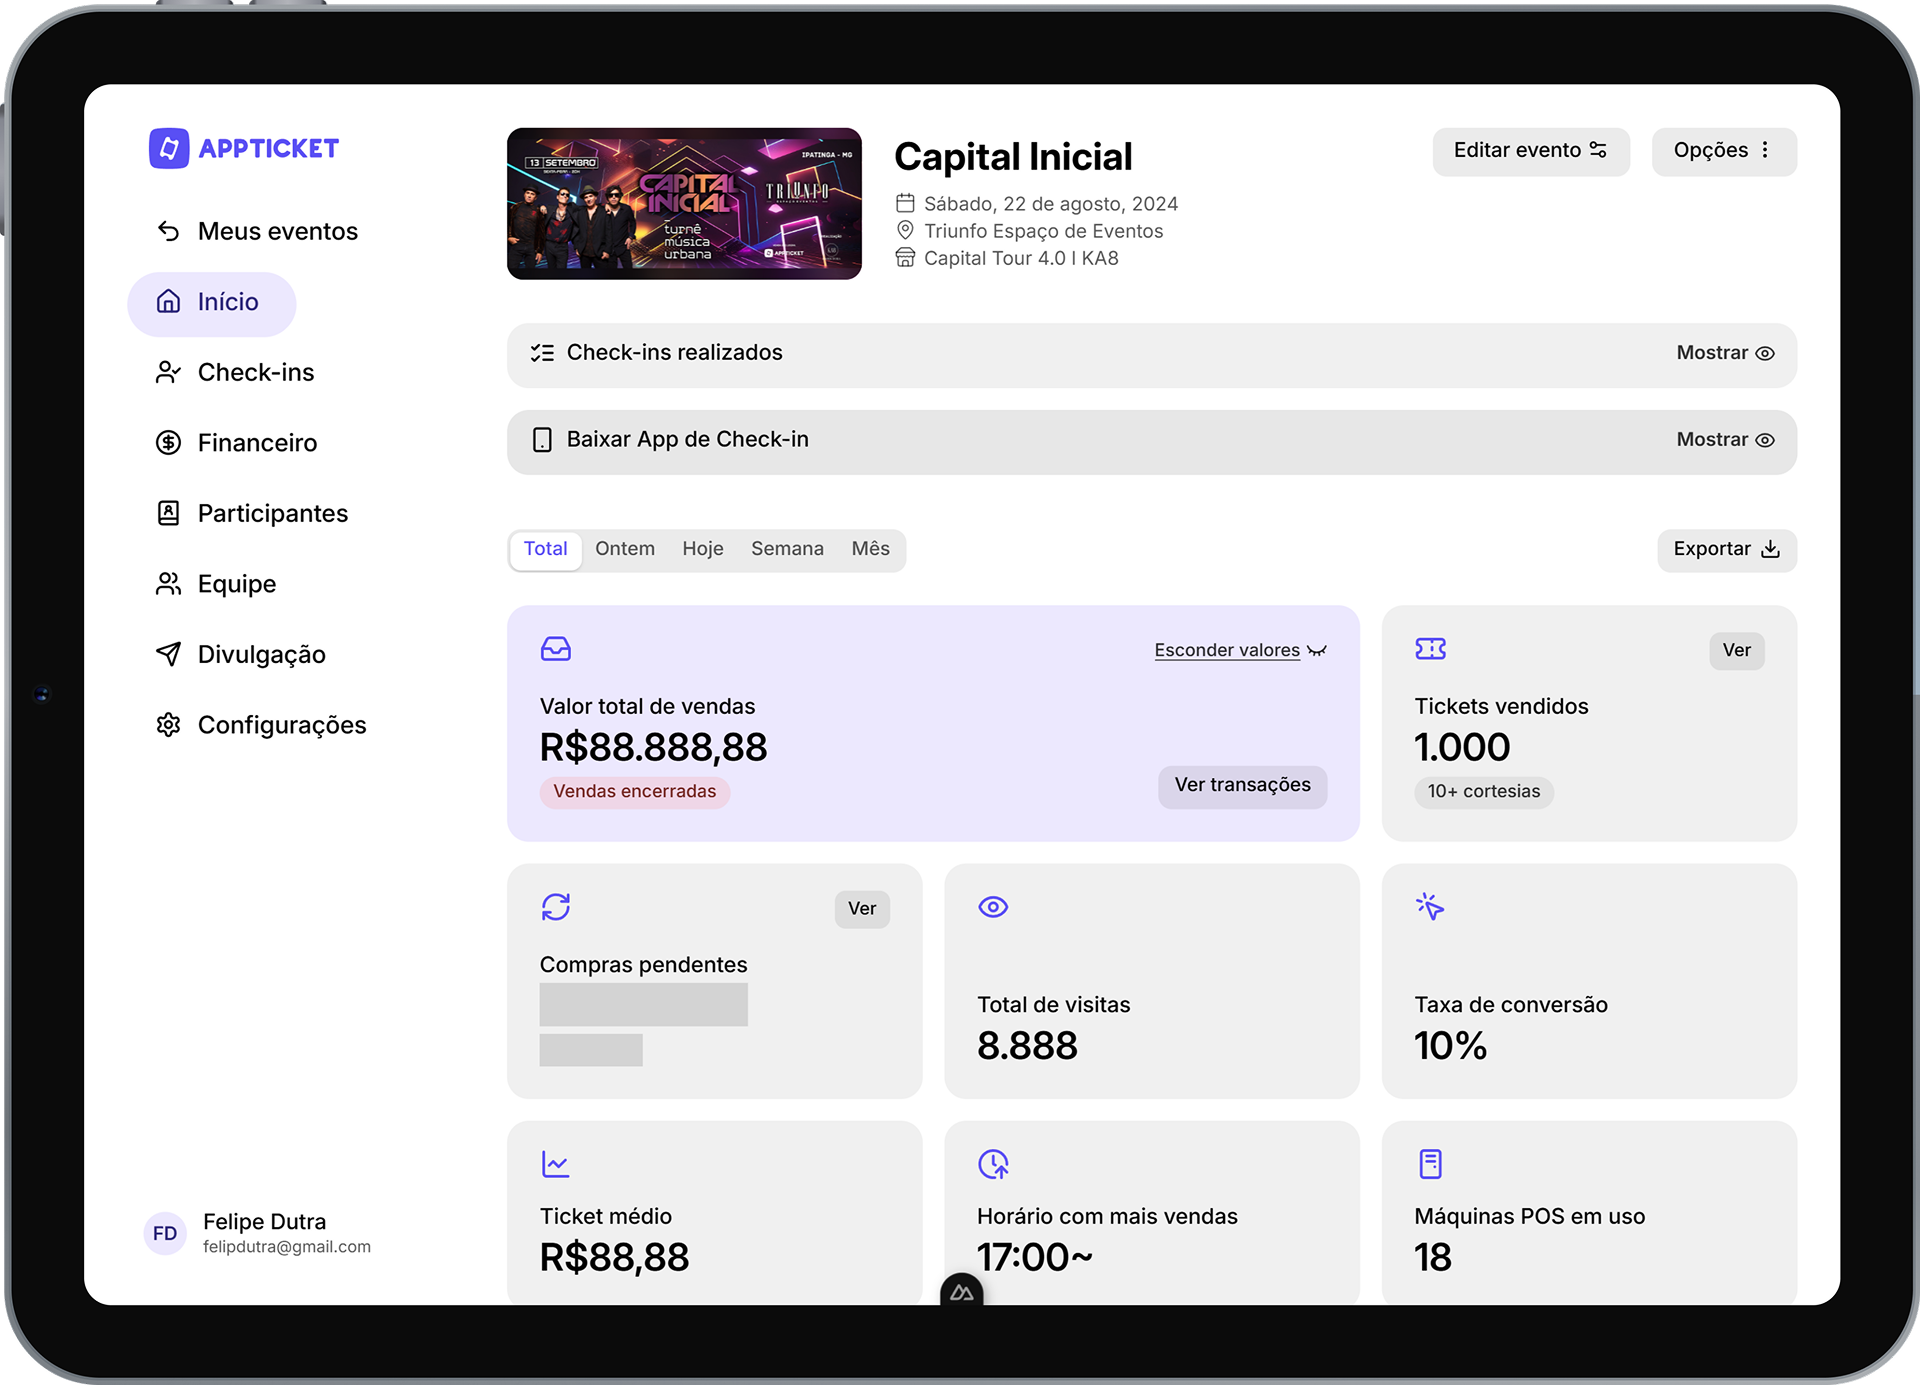 APPTICKET
Meus eventos
Início
Check-ins
Financeiro
Participantes
Equipe
Divulgação
Configurações
FD
Felipe Dutra
felipdutra@gmail.com
13 SETEMBRO
IPATINGA - MG
CAPITAL
INICIAL
TRIUNFO
turnê
música
urbana
APPTICKET
Capital Inicial
Sábado, 22 de agosto, 2024
Triunfo Espaço de Eventos
Capital Tour 4.0 | KA8
Editar evento
Opções
Check-ins realizados
Mostrar
Baixar App de Check-in
Mostrar
Total Ontem Hoje Semana Mês
Exportar
Esconder valores
Valor total de vendas
R$88.888,88
Vendas encerradas
Ver transações
Ver
Tickets vendidos
1.000
10+ cortesias
Ver
Compras pendentes
Total de visitas
8.888
Taxa de conversão
10%
Ticket médio
R$88,88
Horário com mais vendas
17:00~
Máquinas POS em uso
18